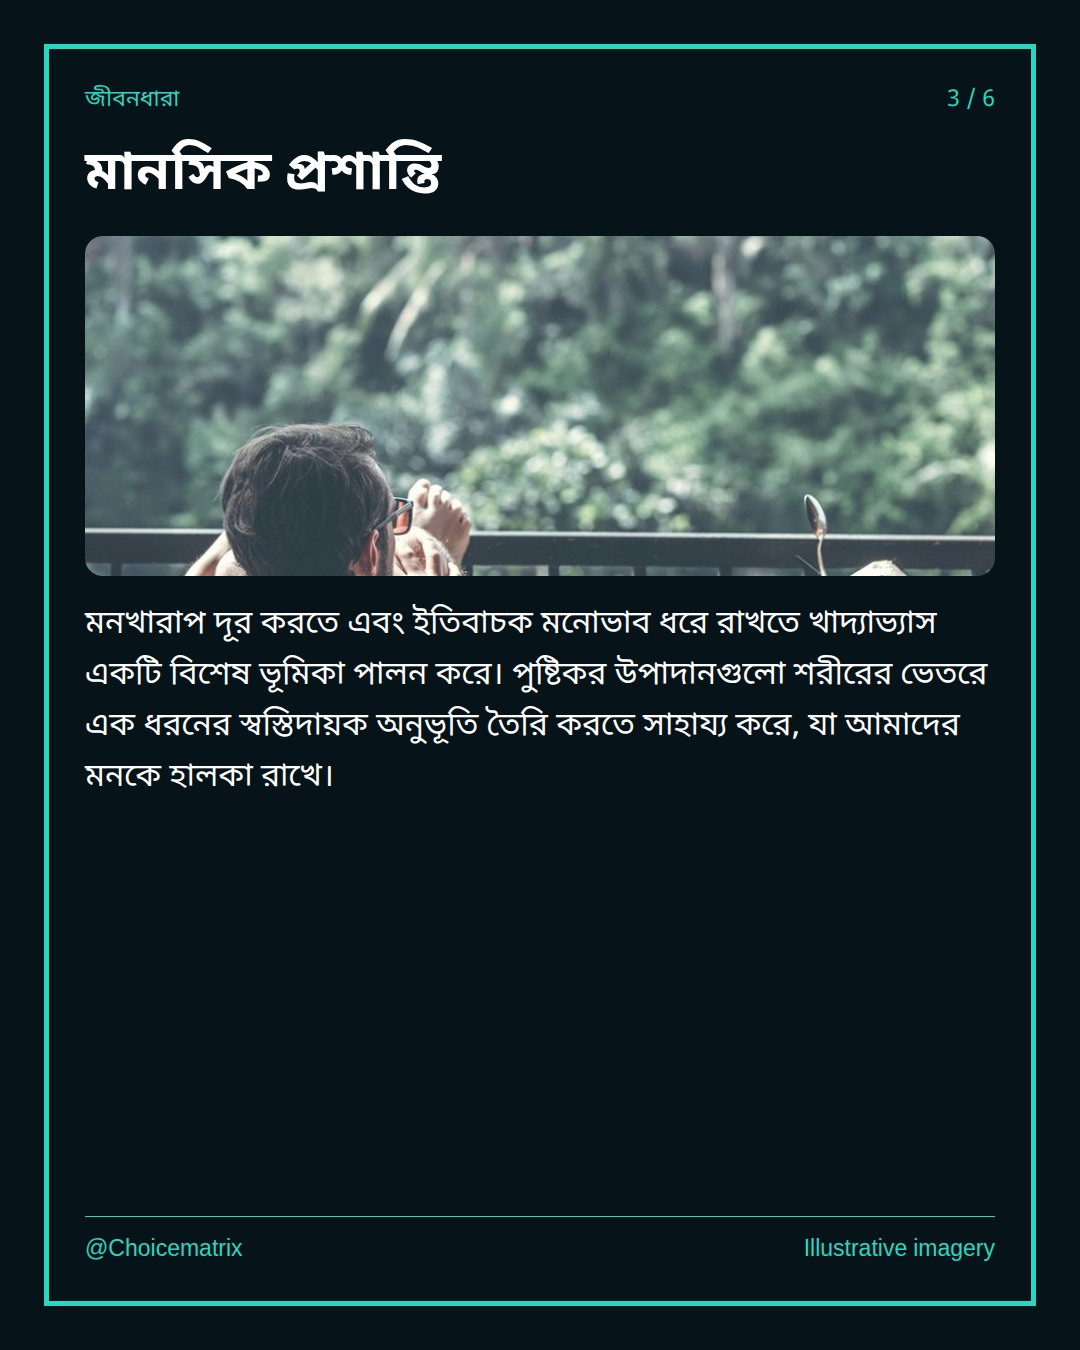 জীবনধারা
3 / 6
মানসিক প্রশান্তি
মনখারাপ দূর করতে এবং ইতিবাচক মনোভাব ধরে রাখতে খাদ্যাভ্যাস
একটি বিশেষ ভূমিকা পালন করে। পুষ্টিকর উপাদানগুলো শরীরের ভেতরে
এক ধরনের স্বস্তিদায়ক অনুভূতি তৈরি করতে সাহায্য করে, যা আমাদের
মনকে হালকা রাখে।
@Choicematrix
Illustrative imagery